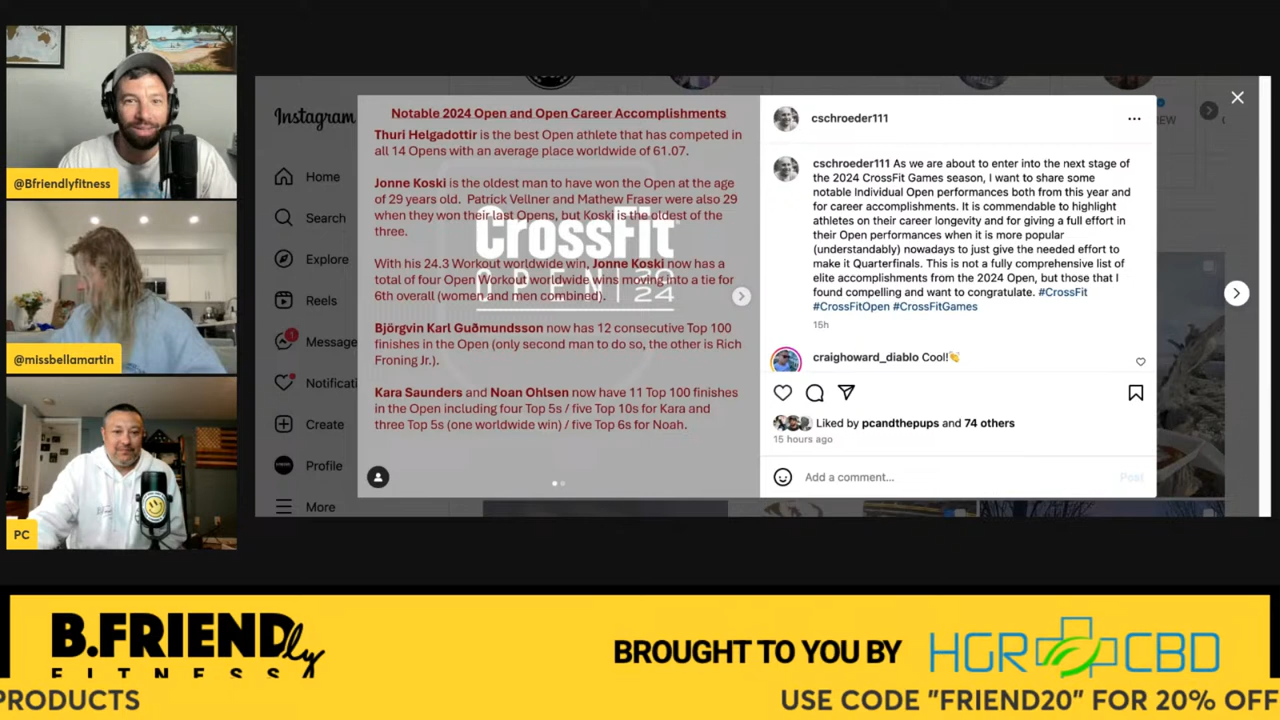 @Bfriendlyfitness
@missbellamartin
PC
Instagram
Home
Search
Explore
Reels
Message
1
Notificati
Create
Profile
More
Notable 2024 Open and Open Career Accomplishments
Thuri Helgadottir is the best Open athlete that has competed in
all 14 Opens with an average place worldwide of 61.07.
Jonne Koski is the oldest man to have won the Open at the age
of 29 years old. Patrick Vellner and Mathew Fraser were also 29
when they won their last Opens, but Koski is the oldest of the
three.
With his 24.3 Workout worldwide win, Jonne Koski now has a
total of four Open Workout worldwide wins moving into a tie for
6th overall (women and men combined).
Björgvin Karl Guðmundsson now has 12 consecutive Top 100
finishes in the Open (only second man to do so, the other is Rich
Froning Jr.).
Kara Saunders and Noan Ohlsen now have 11 Top 100 finishes
in the Open including four Top 5s / five Top 10s for Kara and
three Top 5s (one worldwide win) / five Top 6s for Noah.
CrossFit
OPEN 24
cschroeder111
cschroeder111 As we are about to enter into the next stage of
the 2024 CrossFit Games season, I want to share some
notable Individual Open performances both from this year and
for career accomplishments. It is commendable to highlight
athletes on their career longevity and for giving a full effort in
their Open performances when it is more popular
(understandably) nowadays to just give the needed effort to
make it Quarterfinals. This is not a fully comprehensive list of
elite accomplishments from the 2024 Open, but those that I
found compelling and want to congratulate. #CrossFit
#CrossFitOpen #CrossFitGames
15h
craighoward_diablo Cool!👏
Liked by pcandthepups and 74 others
15 hours ago
Add a comment...
Post
B.FRIENDly
FITNESS
BROUGHT TO YOU BY
HGR CBD
PRODUCTS
USE CODE "FRIEND20" FOR 20% OFF